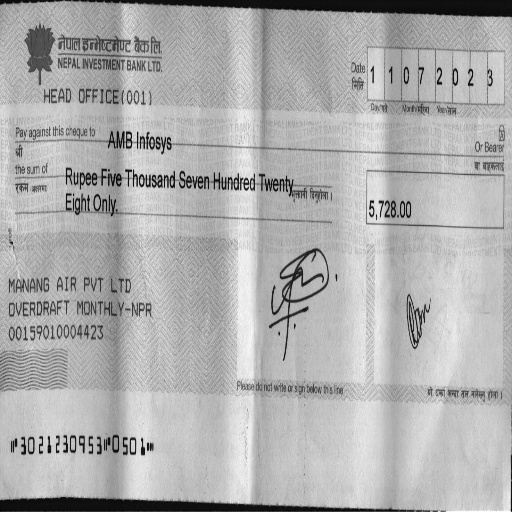 नेपाल इन्भेष्टमेण्ट बैंक लि.
NEPAL INVESTMENT BANK LTD.
HEAD OFFICE(001)
Date
मिति
1 1 0 7 2 0 2 3
Day/गते Month/महिना Year/साल
Pay against this cheque to AMB Infosys Or Bearer
श्री वा वाहकलाई
the sum of Rupee Five Thousand Seven Hundred Twenty
रकम अक्षरमा
Eight Only.
5,728.00
MANANG AIR PVT LTD
OVERDRAFT MONTHLY-NPR
00159010004423
Please do not write or sign below this line
⑈3021230953⑈0501⑈